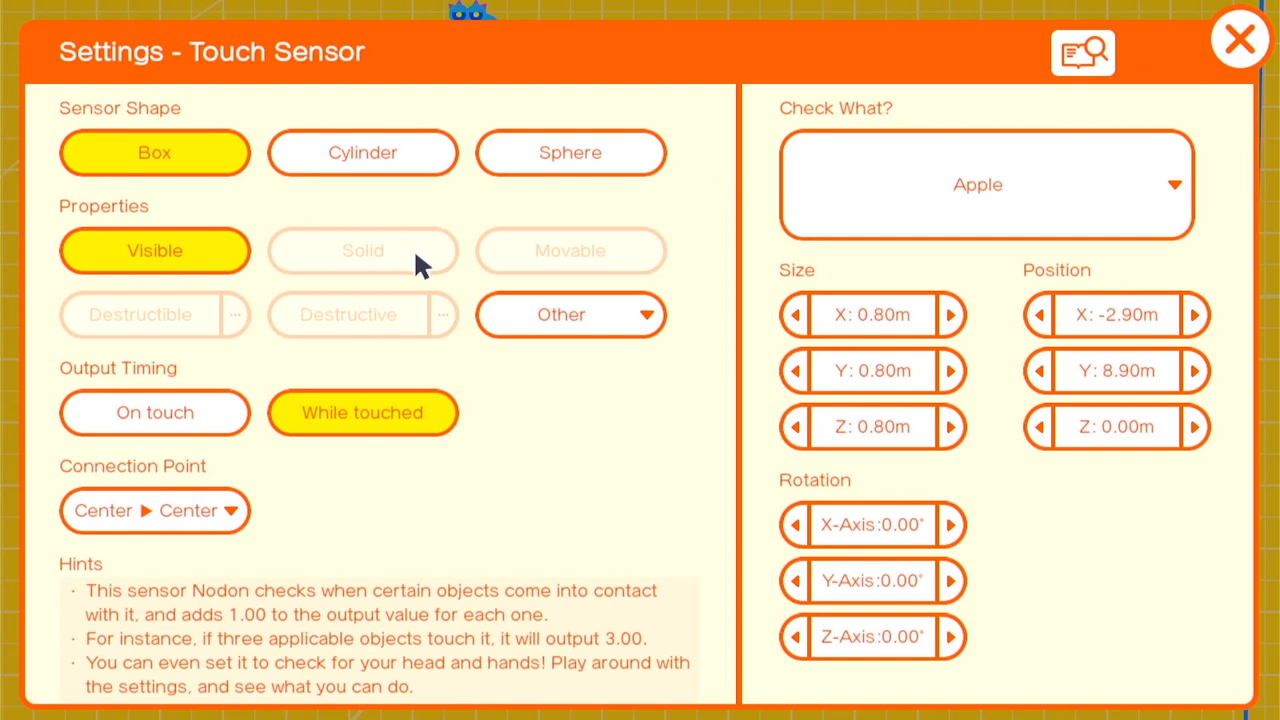 Settings - Touch Sensor
Sensor Shape
Box
Cylinder
Sphere
Properties
Visible
Solid
Movable
Destructible
...
Destructive
...
Other
Output Timing
On touch
While touched
Connection Point
Center ▶ Center
Hints
· This sensor Nodon checks when certain objects come into contact
with it, and adds 1.00 to the output value for each one.
· For instance, if three applicable objects touch it, it will output 3.00.
· You can even set it to check for your head and hands! Play around with
the settings, and see what you can do.
Check What?
Apple
Size
X: 0.80m
Y: 0.80m
Z: 0.80m
Position
X: -2.90m
Y: 8.90m
Z: 0.00m
Rotation
X-Axis:0.00°
Y-Axis:0.00°
Z-Axis:0.00°